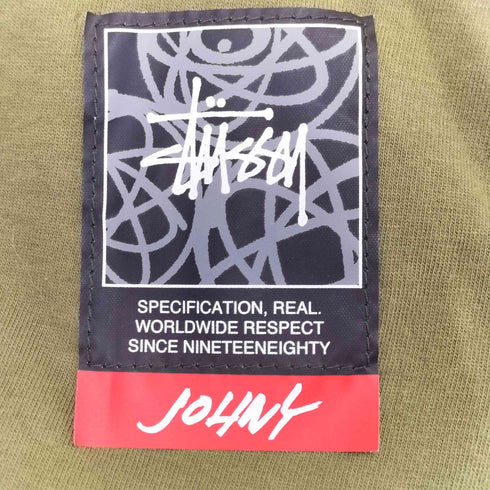 Stüssy
SPECIFICATION, REAL.
WORLDWIDE RESPECT
SINCE NINETEENEIGHTY
JOHNY